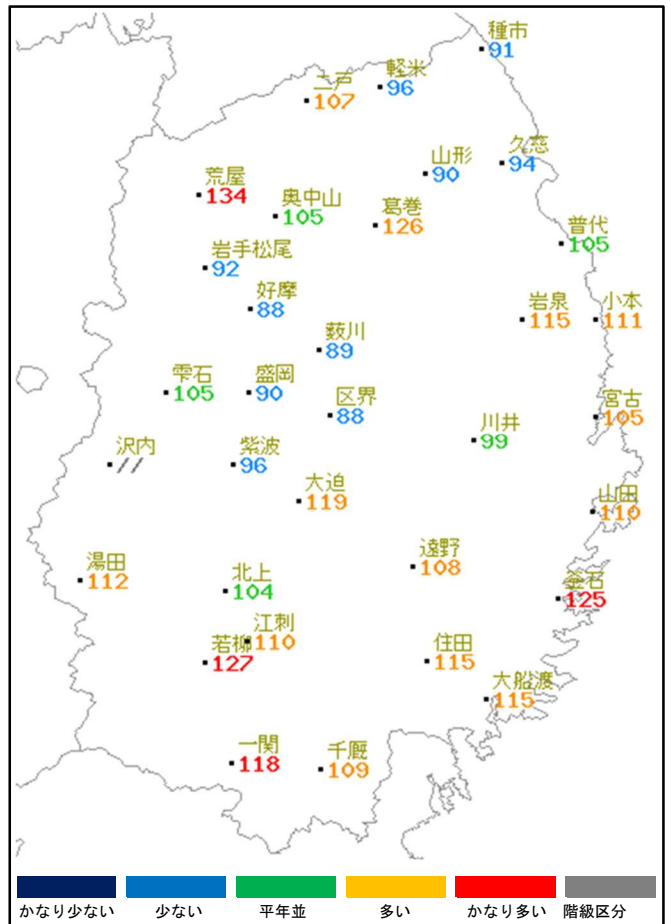 種市
91
軽米
96
二戸
107
久慈
94
山形
90
荒屋
134
奥中山
105
葛巻
126
普代
105
岩手松尾
92
好摩
88
岩泉
115
小本
111
薮川
89
雫石
105
盛岡
90
区界
88
宮古
105
川井
99
沢内
//
紫波
96
大迫
119
山田
110
遠野
108
湯田
112
北上
104
釜石
125
江刺
110
若柳
127
住田
115
大船渡
115
一関
118
千厩
109
かなり少ない 少ない 平年並 多い かなり多い 階級区分